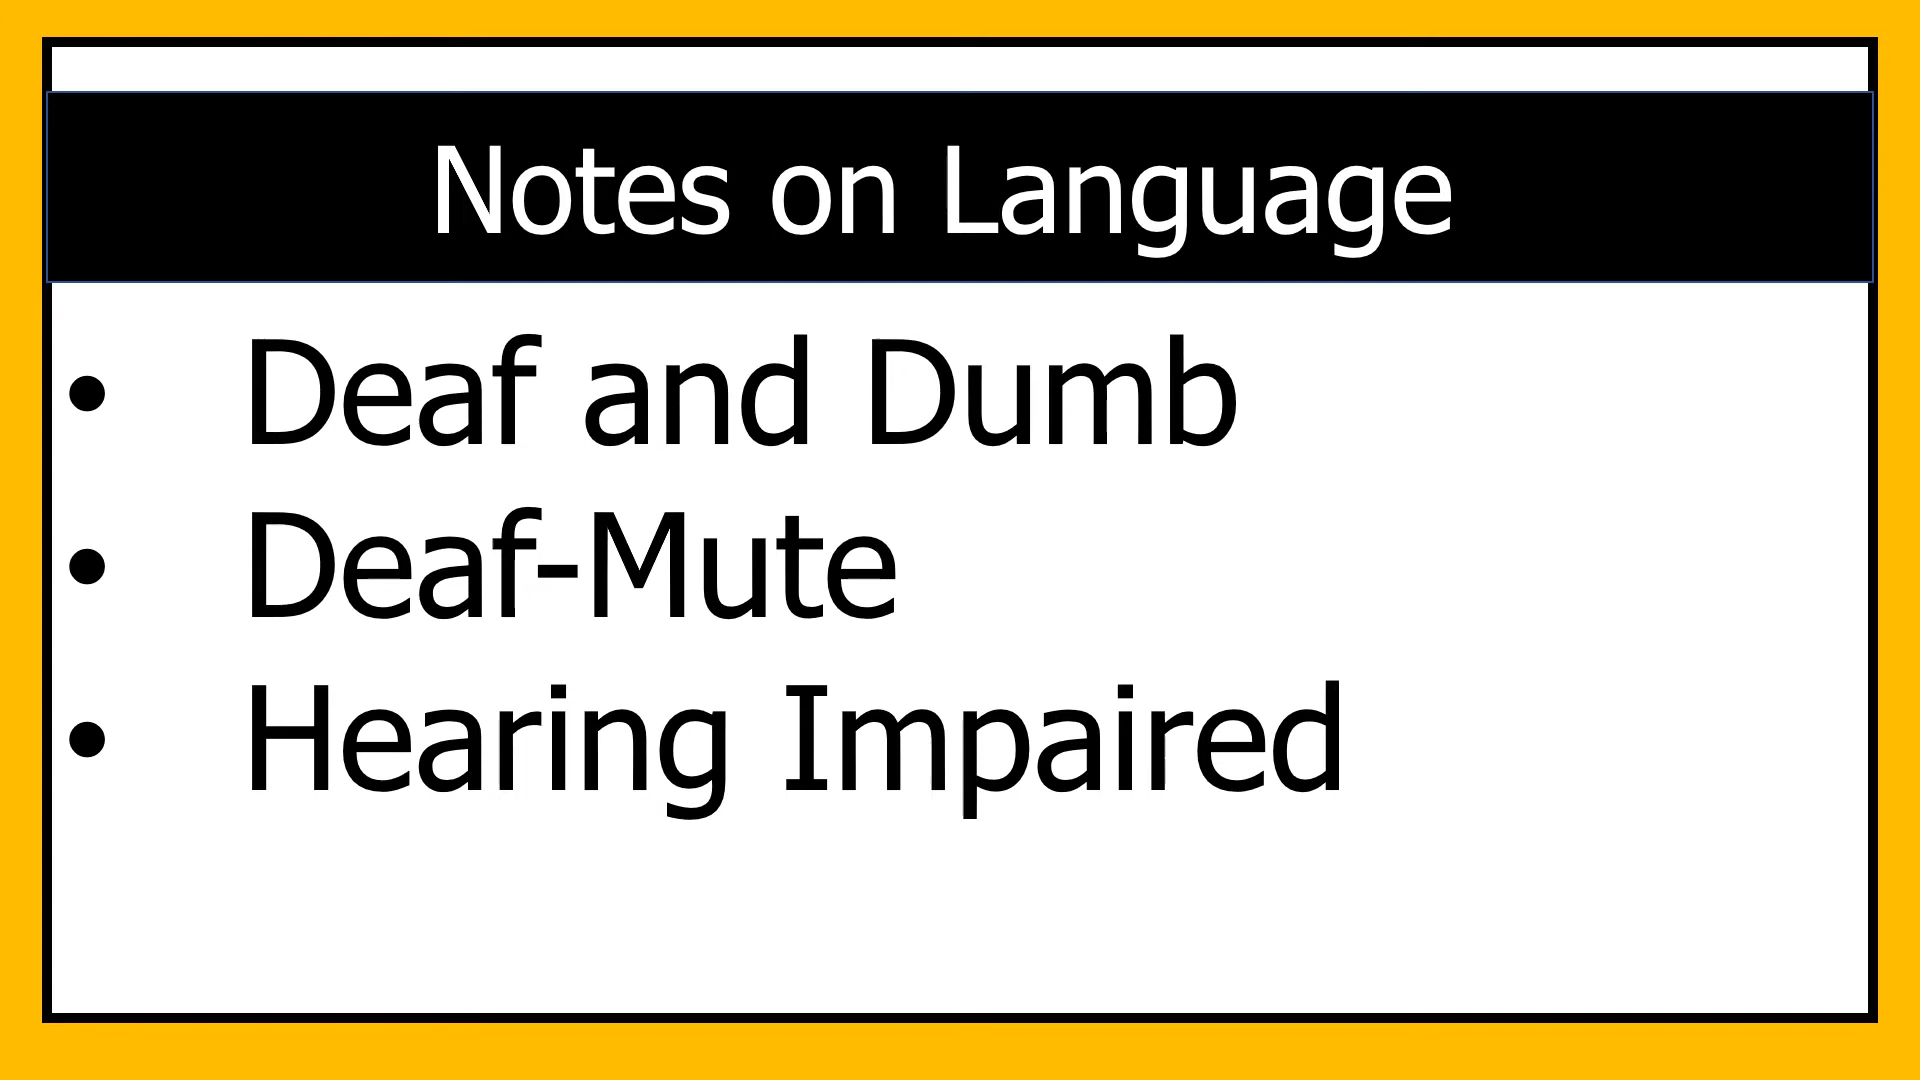 Notes on Language
• Deaf and Dumb
• Deaf-Mute
• Hearing Impaired